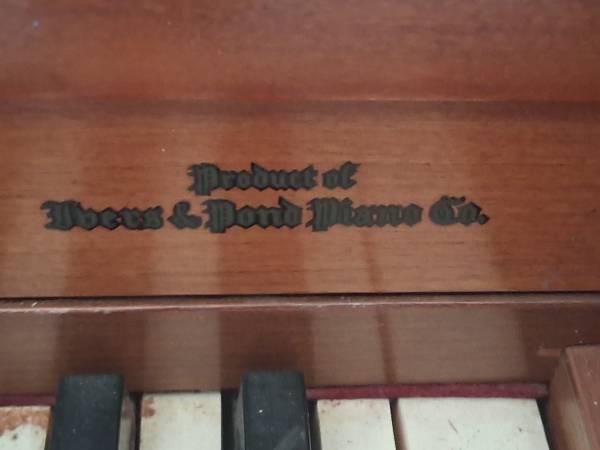 Product of
Ivers & Pond Piano Co.